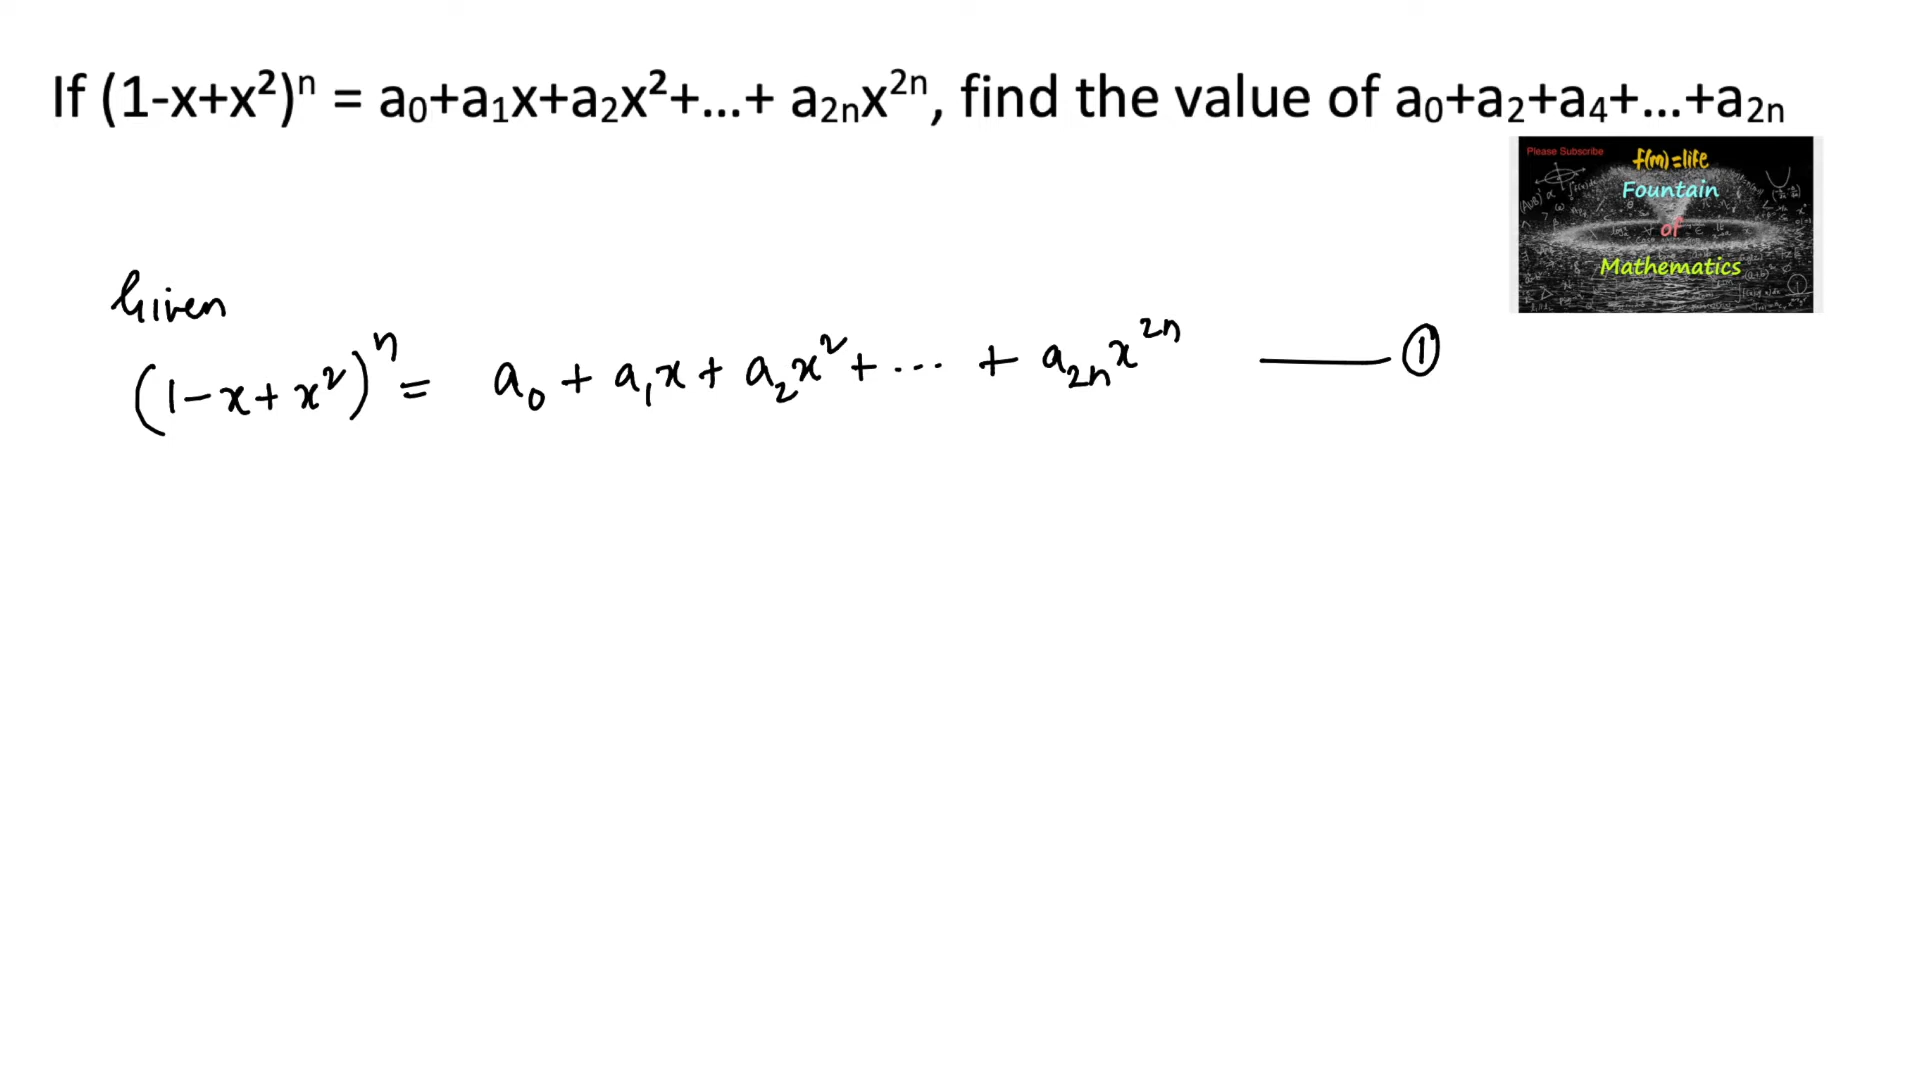 If (1-x+x²)ⁿ = a₀+a₁x+a₂x²+...+ a₂ₙx²ⁿ, find the value of a₀+a₂+a₄+...+a₂ₙ
Please Subscribe
f(m)=life
Fountain
of
Mathematics
Given
(1-x+x²)ⁿ = a₀ + a₁x + a₂x² + ... + a₂ₙx²ⁿ —— ①